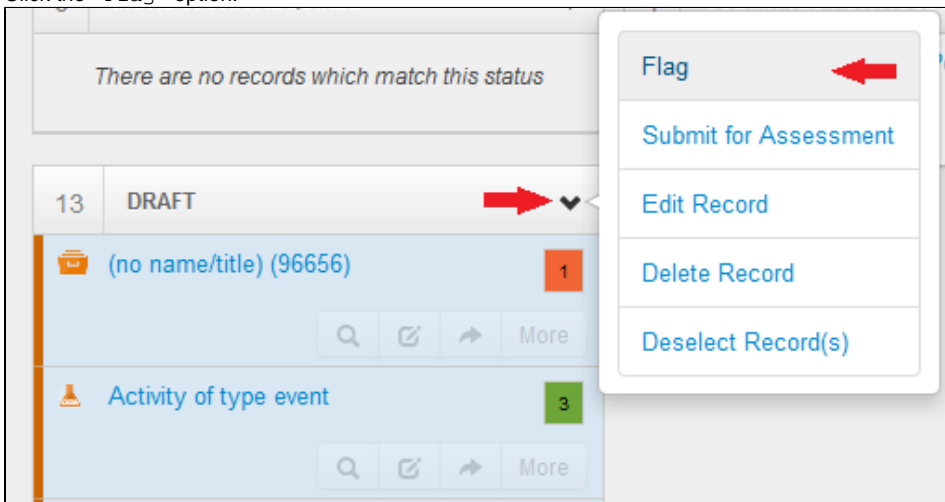 There are no records which match this status
13 DRAFT
(no name/title) (96656)
1
More
Activity of type event
3
More
Flag
Submit for Assessment
Edit Record
Delete Record
Deselect Record(s)